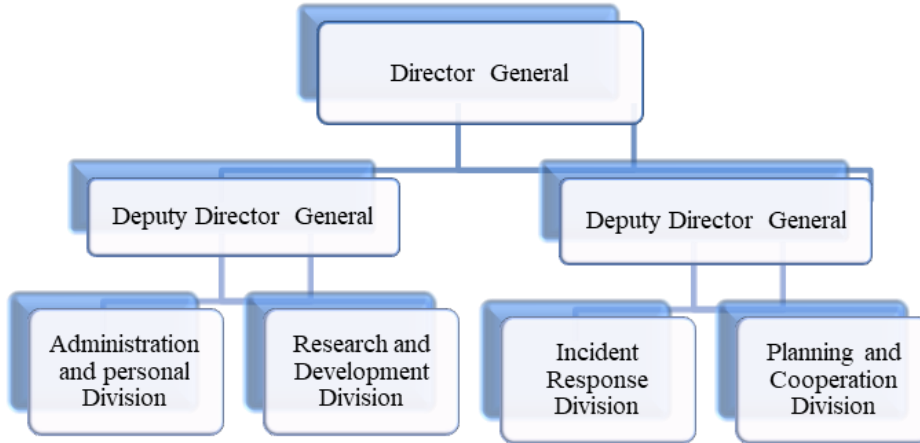 Director General
Deputy Director General
Deputy Director General
Administration
and personal
Division
Research and
Development
Division
Incident
Response
Division
Planning and
Cooperation
Division